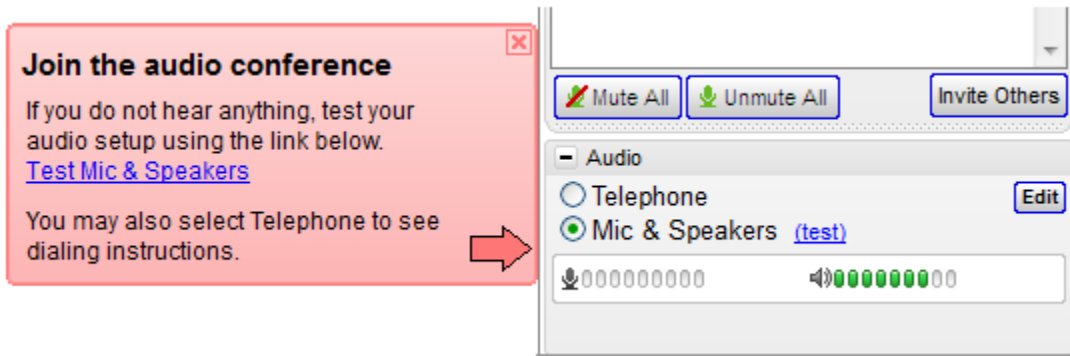 Join the audio conference
If you do not hear anything, test your
audio setup using the link below.
Test Mic & Speakers
You may also select Telephone to see
dialing instructions.
Mute All Unmute All Invite Others
Audio
Telephone Edit
Mic & Speakers (test)